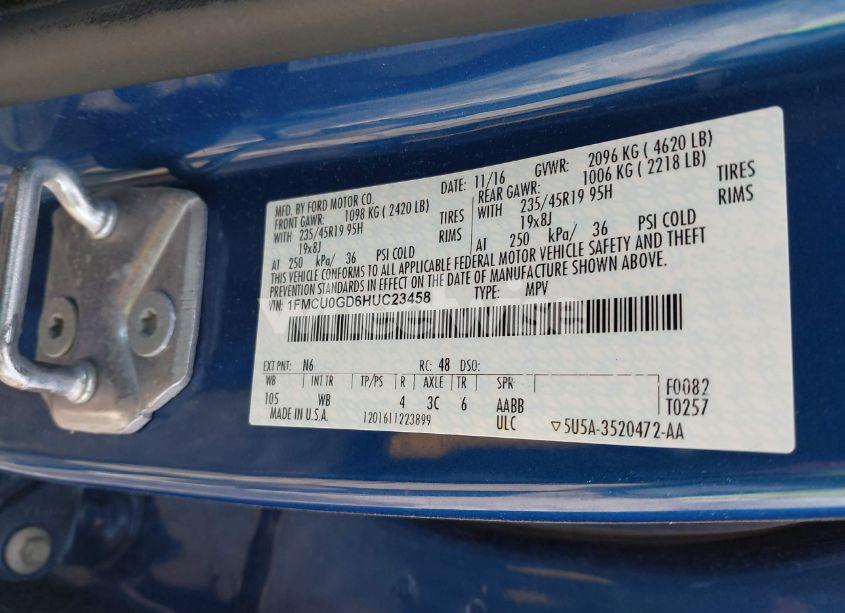 MFD. BY FORD MOTOR CO. DATE: 11/16 GVWR: 2096 KG ( 4620 LB)
FRONT GAWR: 1098 KG ( 2420 LB) REAR GAWR: 1006 KG ( 2218 LB)
WITH 235/45R19 95H TIRES WITH 235/45R19 95H TIRES
19x8J RIMS 19x8J RIMS
AT 250 kPa/ 36 PSI COLD AT 250 kPa/ 36 PSI COLD
THIS VEHICLE CONFORMS TO ALL APPLICABLE FEDERAL MOTOR VEHICLE SAFETY AND THEFT
PREVENTION STANDARDS IN EFFECT ON THE DATE OF MANUFACTURE SHOWN ABOVE.
VIN: 1FMCU0GD6HUC23458 TYPE: MPV
EXT PNT: N6 RC: 48 DSO: F0082
WB INT TR TP/PS R AXLE TR SPR T0257
105 WB 4 3C 6 AABB
MADE IN U.S.A. 1201611223899 ULC ▽5U5A-3520472-AA